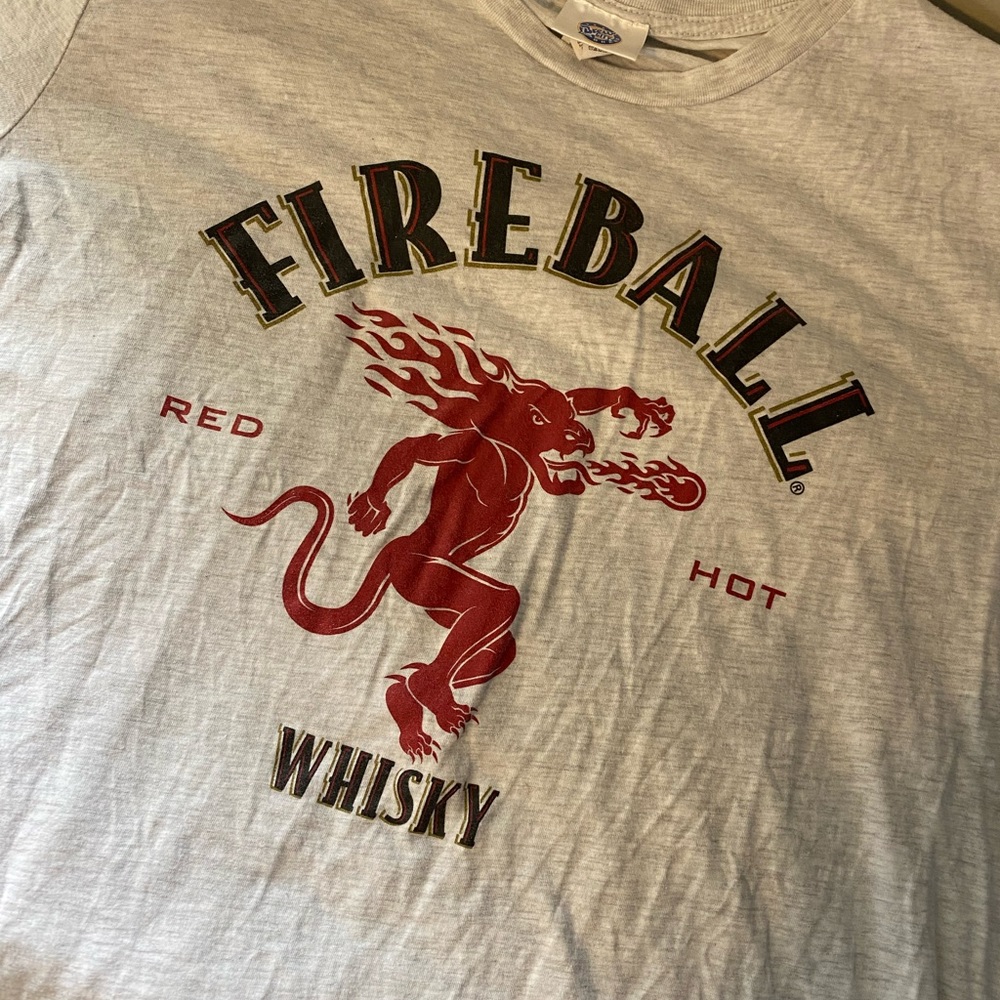 FIREBALL
®
RED
HOT
WHISKY